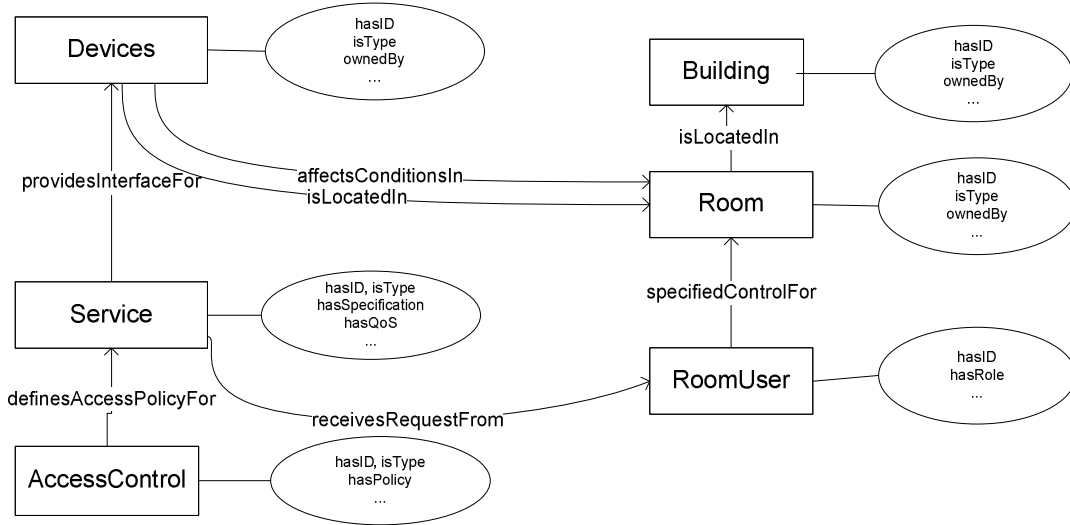 Devices
hasID
isType
ownedBy
...
Building
hasID
isType
ownedBy
...
isLocatedIn
providesInterfaceFor
affectsConditionsIn
isLocatedIn
Room
hasID
isType
ownedBy
...
Service
hasID, isType
hasSpecification
hasQoS
...
specifiedControlFor
RoomUser
hasID
hasRole
...
definesAccessPolicyFor
receivesRequestFrom
AccessControl
hasID, isType
hasPolicy
...